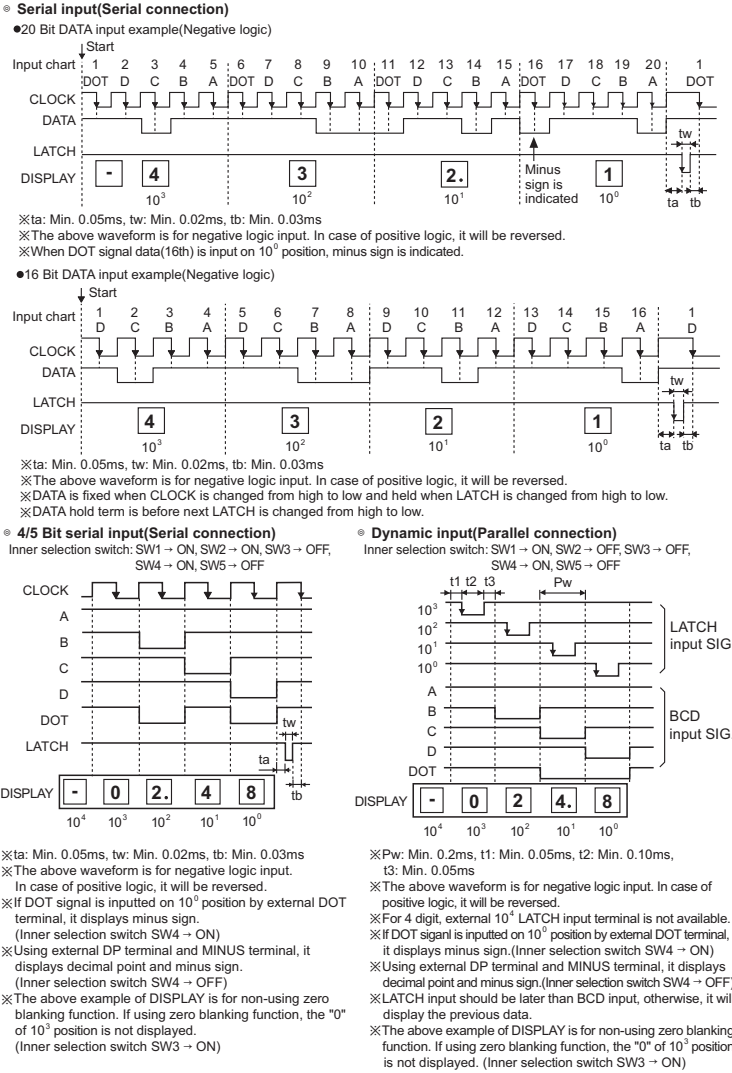 ◎ Serial input(Serial connection)
●20 Bit DATA input example(Negative logic)
Start
Input chart 1 2 3 4 5 6 7 8 9 10 11 12 13 14 15 16 17 18 19 20 1
DOT D C B A DOT D C B A DOT D C B A DOT D C B A DOT
CLOCK
DATA
LATCH
tw
DISPLAY - 4 3 2. 1
Minus sign is indicated
10³ 10² 10¹ 10⁰ ta tb
※ta: Min. 0.05ms, tw: Min. 0.02ms, tb: Min. 0.03ms
※The above waveform is for negative logic input. In case of positive logic, it will be reversed.
※When DOT signal data(16th) is input on 10⁰ position, minus sign is indicated.
●16 Bit DATA input example(Negative logic)
Start
Input chart 1 2 3 4 5 6 7 8 9 10 11 12 13 14 15 16 1
D C B A D C B A D C B A D C B A D
CLOCK
DATA
tw
LATCH
DISPLAY 4 3 2 1
10³ 10² 10¹ 10⁰ ta tb
※ta: Min. 0.05ms, tw: Min. 0.02ms, tb: Min. 0.03ms
※The above waveform is for negative logic input. In case of positive logic, it will be reversed.
※DATA is fixed when CLOCK is changed from high to low and held when LATCH is changed from high to low.
※DATA hold term is before next LATCH is changed from high to low.
◎ 4/5 Bit serial input(Serial connection)
Inner selection switch: SW1→ON, SW2→ON, SW3→OFF,
SW4→ON, SW5→OFF
CLOCK
A
B
C
D
DOT
tw
LATCH
ta
tb
DISPLAY - 0 2. 4 8
10⁴ 10³ 10² 10¹ 10⁰
※ta: Min. 0.05ms, tw: Min. 0.02ms, tb: Min. 0.03ms
※The above waveform is for negative logic input.
In case of positive logic, it will be reversed.
※If DOT signal is inputted on 10⁰ position by external DOT
terminal, it displays minus sign.
(Inner selection switch SW4→ON)
※Using external DP terminal and MINUS terminal, it
displays decimal point and minus sign.
(Inner selection switch SW4→OFF)
※The above example of DISPLAY is for non-using zero
blanking function. If using zero blanking function, the "0"
of 10³ position is not displayed.
(Inner selection switch SW3→ON)
◎ Dynamic input(Parallel connection)
Inner selection switch: SW1→ON, SW2→OFF, SW3→OFF,
SW4→ON, SW5→OFF
t1 t2 t3 Pw
10³
10²
10¹
10⁰
LATCH
input SIG
A
B
C
D
DOT
BCD
input SIG
DISPLAY - 0 2 4. 8
10⁴ 10³ 10² 10¹ 10⁰
※Pw: Min. 0.2ms, t1: Min. 0.05ms, t2: Min. 0.10ms,
t3: Min. 0.05ms
※The above waveform is for negative logic input. In case of
positive logic, it will be reversed.
※For 4 digit, external 10⁴ LATCH input terminal is not available.
※If DOT siganl is inputted on 10⁰ position by external DOT terminal,
it displays minus sign.(Inner selection switch SW4→ON)
※Using external DP terminal and MINUS terminal, it displays
decimal point and minus sign.(Inner selection switch SW4→OFF)
※LATCH input should be later than BCD input, otherwise, it wil
display the previous data.
※The above example of DISPLAY is for non-using zero blanking
function. If using zero blanking function, the "0" of 10³ position
is not displayed. (Inner selection switch SW3→ON)